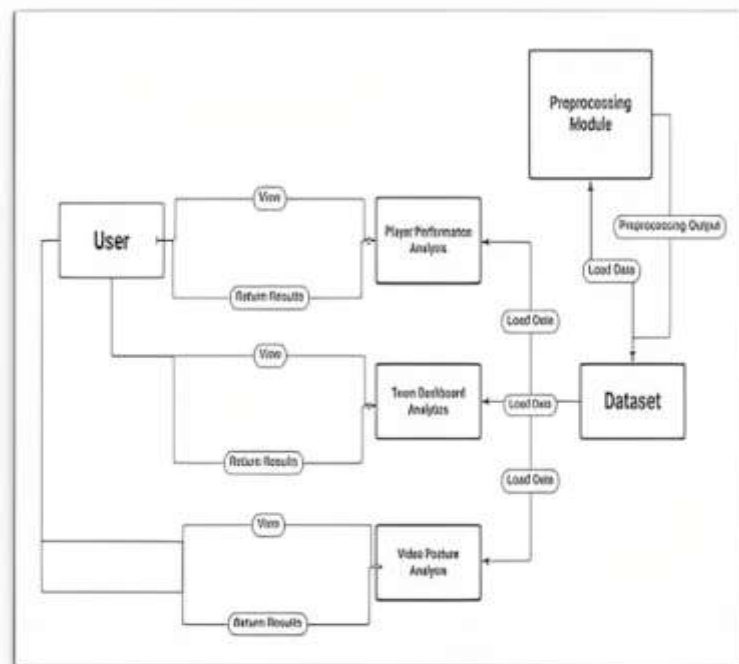 Preprocessing
Module
View
User
Player Performance
Analysis
Preprocessing Output
Load Data
Return Results
Load Data
View
Team Dashboard
Analytics
Load Data
Dataset
Return Results
Load Data
View
Video Posture
Analysis
Return Results